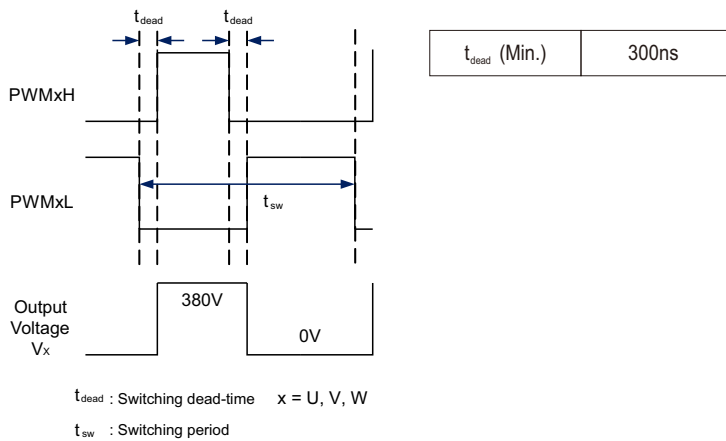 tdead tdead
tdead (Min.) 300ns
PWMxH
PWMxL
tsw
Output
Voltage
Vx
380V
0V
tdead : Switching dead-time x = U, V, W
tsw : Switching period